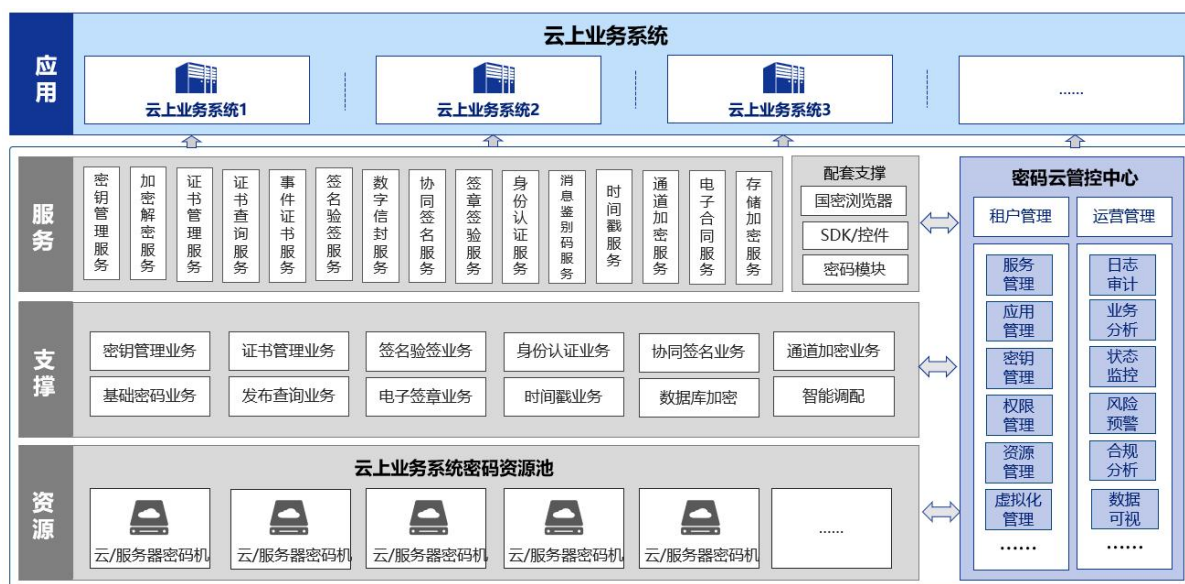 应用
云上业务系统
云上业务系统1
云上业务系统2
云上业务系统3
......
服务
密钥管理服务
加密解密服务
证书管理服务
证书查询服务
事件证书服务
签名验签服务
数字信封服务
协同签名服务
签章签验服务
身份认证服务
消息鉴别码服务
时间戳服务
通道加密服务
电子合同服务
存储加密服务
配套支撑
国密浏览器
SDK/控件
密码模块
支撑
密钥管理业务
证书管理业务
签名验签业务
身份认证业务
协同签名业务
通道加密业务
基础密码业务
发布查询业务
电子签章业务
时间戳业务
数据库加密
智能调配
资源
云上业务系统密码资源池
云/服务器密码机
云/服务器密码机
云/服务器密码机
云/服务器密码机
云/服务器密码机
......
密码云管控中心
租户管理
运营管理
服务
管理
应用
管理
密钥
管理
权限
管理
资源
管理
虚拟化
管理
......
日志
审计
业务
分析
状态
监控
风险
预警
合规
分析
数据
可视
......